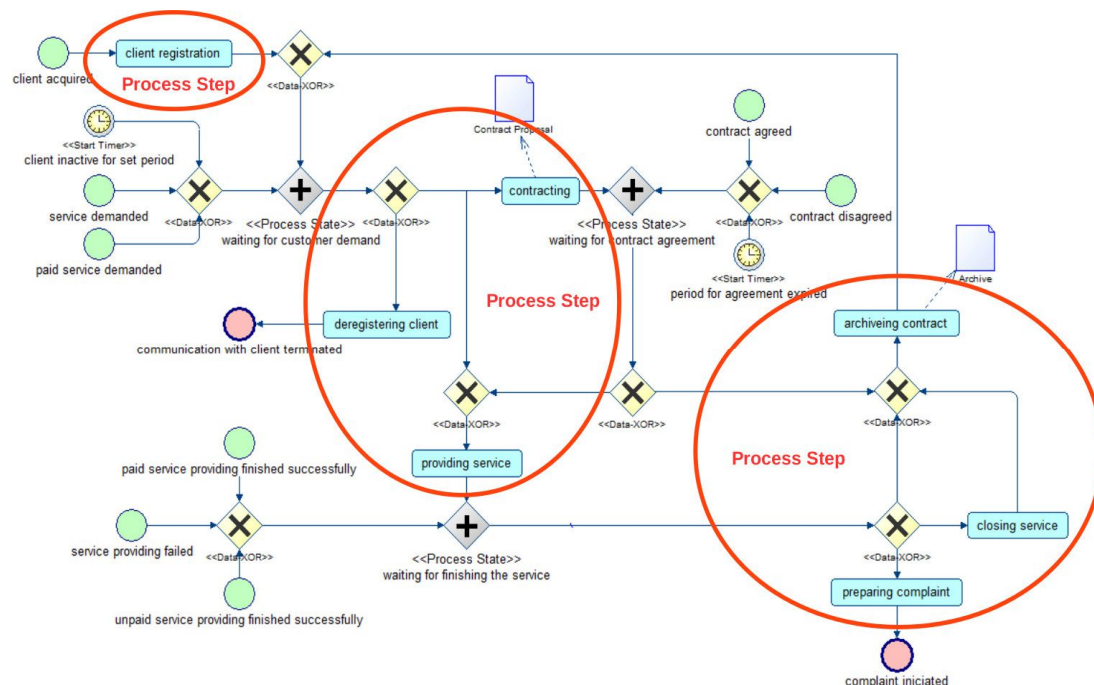 client registration
client acquired
Process Step
<<Data-XOR>>
Contract Proposal
contract agreed
<<Start Timer>>
client inactive for set period
contracting
service demanded
<<Data-XOR>>
<<Process State>>
waiting for customer demand
<<Data-XOR>>
<<Process State>>
waiting for contract agreement
<<Data-XOR>>
contract disagreed
paid service demanded
<<Start Timer>>
period for agreement expired
Archive
Process Step
deregistering client
communication with client terminated
archiveing contract
<<Data-XOR>>
<<Data-XOR>>
<<Data-XOR>>
Process Step
providing service
paid service providing finished successfully
service providing failed
<<Data-XOR>>
<<Process State>>
waiting for finishing the service
<<Data-XOR>>
closing service
preparing complaint
unpaid service providing finished successfully
complaint iniciated